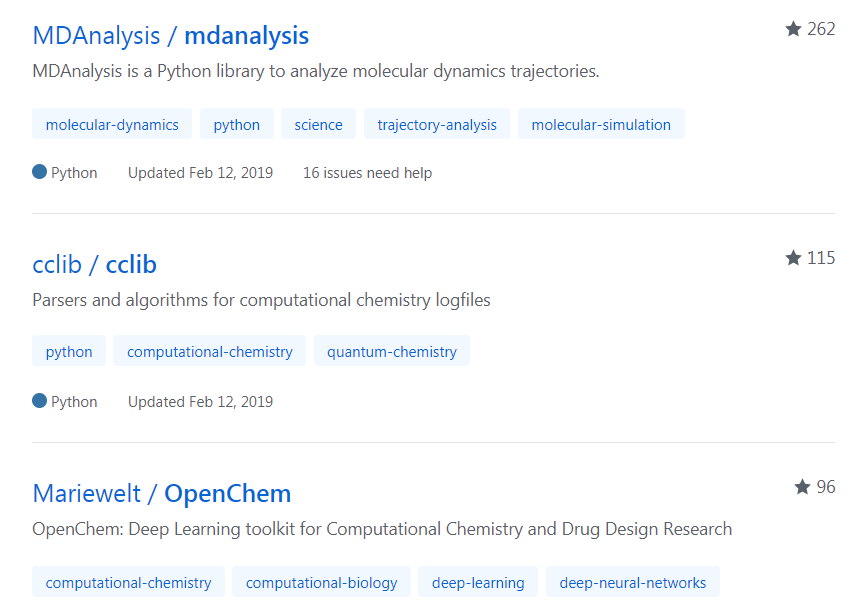 MDAnalysis / mdanalysis
262
MDAnalysis is a Python library to analyze molecular dynamics trajectories.
molecular-dynamics python science trajectory-analysis molecular-simulation
Python Updated Feb 12, 2019 16 issues need help
cclib / cclib
115
Parsers and algorithms for computational chemistry logfiles
python computational-chemistry quantum-chemistry
Python Updated Feb 12, 2019
Mariewelt / OpenChem
96
OpenChem: Deep Learning toolkit for Computational Chemistry and Drug Design Research
computational-chemistry computational-biology deep-learning deep-neural-networks